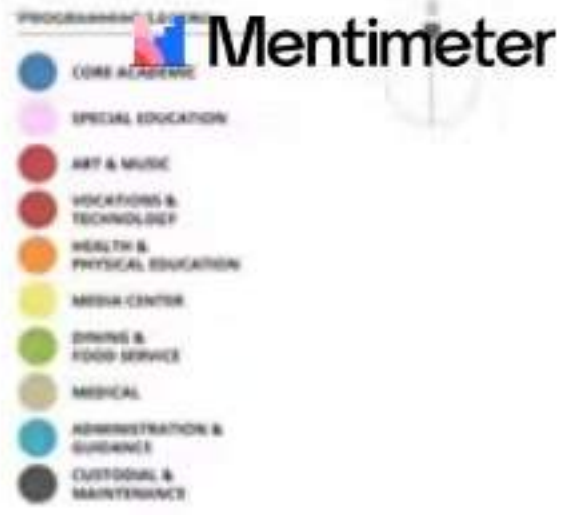 PROGRAMMING
Mentimeter
CORE ACADEMIC
SPECIAL EDUCATION
ART & MUSIC
VOCATIONS &
TECHNOLOGY
HEALTH &
PHYSICAL EDUCATION
MEDIA CENTER
DINING &
FOOD SERVICE
MEDICAL
ADMINISTRATION &
GUIDANCE
CUSTODIAL &
MAINTENANCE